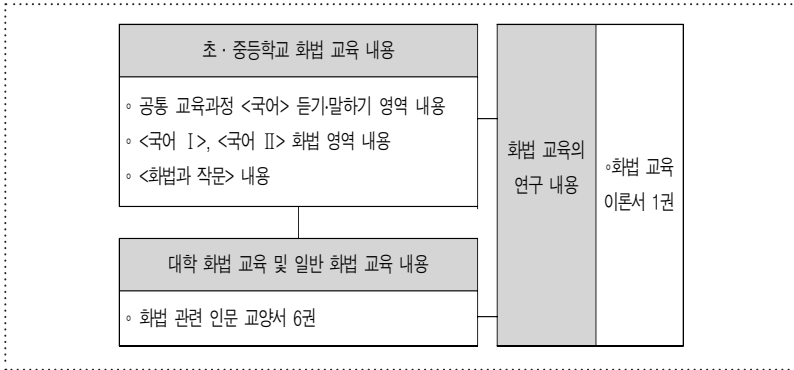 초·중등학교 화법 교육 내용
◦ 공통 교육과정 <국어> 듣기·말하기 영역 내용
◦ <국어 Ⅰ>, <국어 Ⅱ> 화법 영역 내용
◦ <화법과 작문> 내용
대학 화법 교육 및 일반 화법 교육 내용
◦ 화법 관련 인문 교양서 6권
화법 교육의
연구 내용
◦화법 교육
이론서 1권